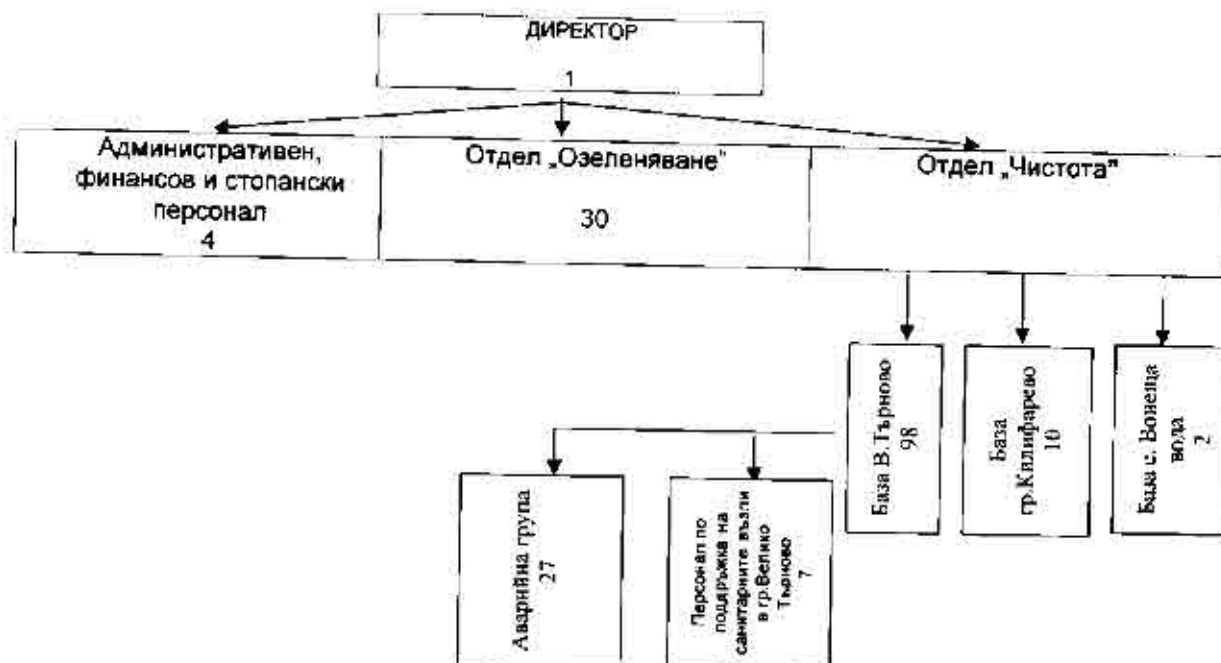 ДИРЕКТОР
1
Административен,
финансов и стопански
персонал
4
Отдел „Озеленяване"
30
Отдел „Чистота"
База В.Търново
98
База
гр.Килифарево
10
База с. Вонеща
вода
2
Аварийна група
27
Персонал по
поддръжка на
санитарните възли
в гр.Велико
Търново
7